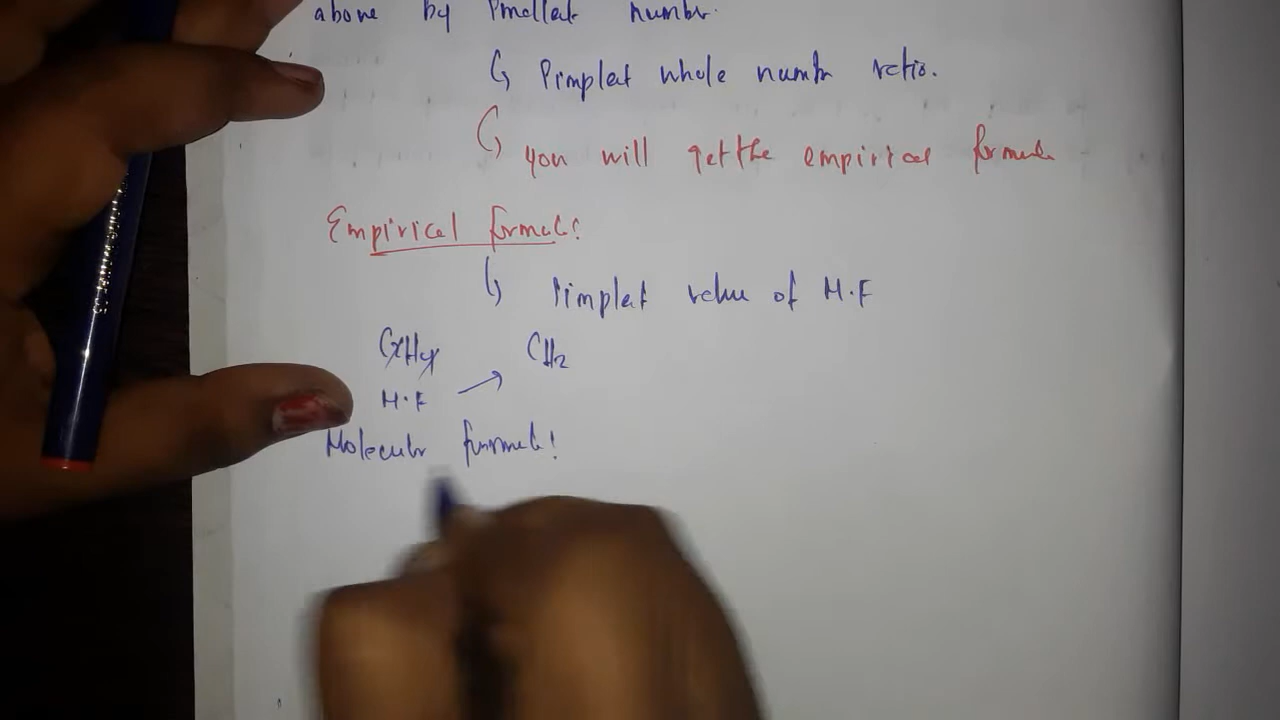 above by smallest number.
↳ simplest whole number ratio.
↳ you will get the empirical formula
Empirical formula:
↳ simplest value of M.F
CxHy CH2
M.F →
Molecular formula: